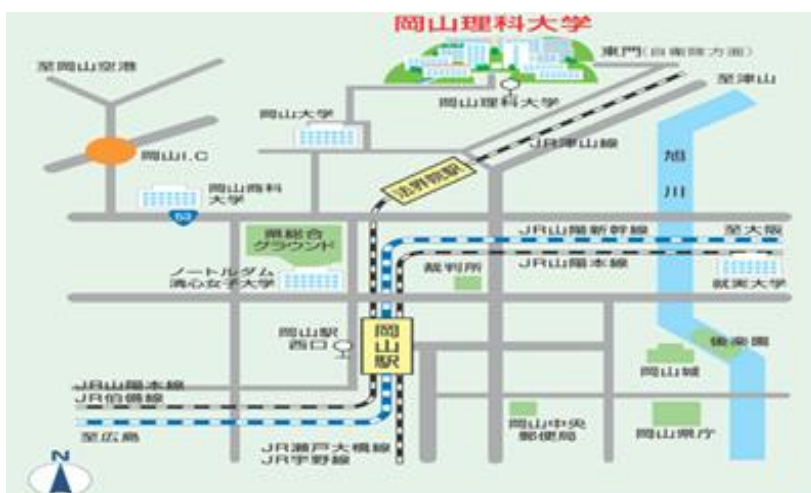 岡山理科大学
東門(自衛隊方面)
至岡山空港
至津山
岡山理科大学
岡山大学
JR津山線
岡山I.C
旭川
法界院駅
岡山商科
大学
53
県総合
グラウンド
JR山陽新幹線
至大阪
JR山陽本線
ノートルダム
清心女子大学
裁判所
就実大学
岡山駅
西口
岡山駅
後楽園
岡山城
JR山陽本線
JR伯備線
至広島
岡山中央
郵便局
岡山県庁
JR瀬戸大橋線
JR宇野線
N